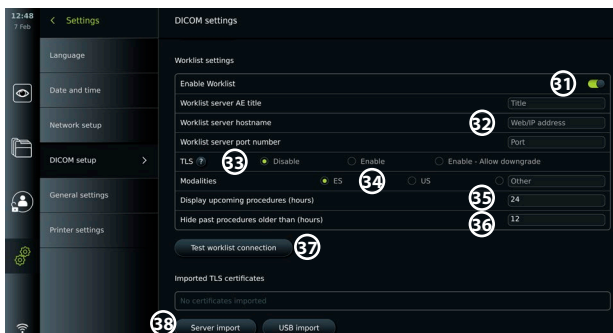 12:48
7 Feb
Settings
Language
Date and time
Network setup
DICOM setup
General settings
Printer settings
DICOM settings
Worklist settings
Enable Worklist 31
Worklist server AE title Title
Worklist server hostname 32 Web/IP address
Worklist server port number Port
TLS ? 33 Disable Enable Enable - Allow downgrade
Modalities ES 34 US Other
Display upcoming procedures (hours) 35 24
Hide past procedures older than (hours) 36 12
Test worklist connection 37
Imported TLS certificates
No certificates imported
38 Server import USB import